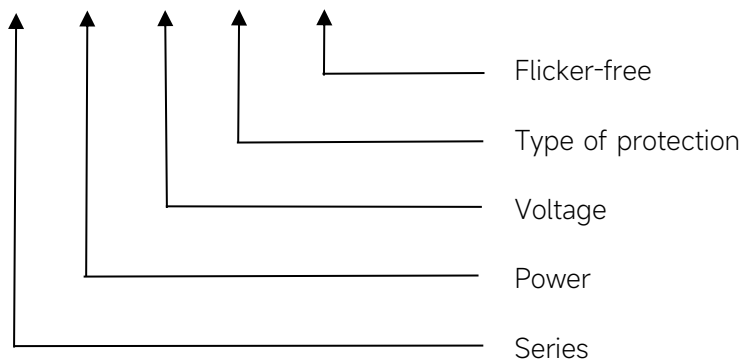 Flicker-free
Type of protection
Voltage
Power
Series